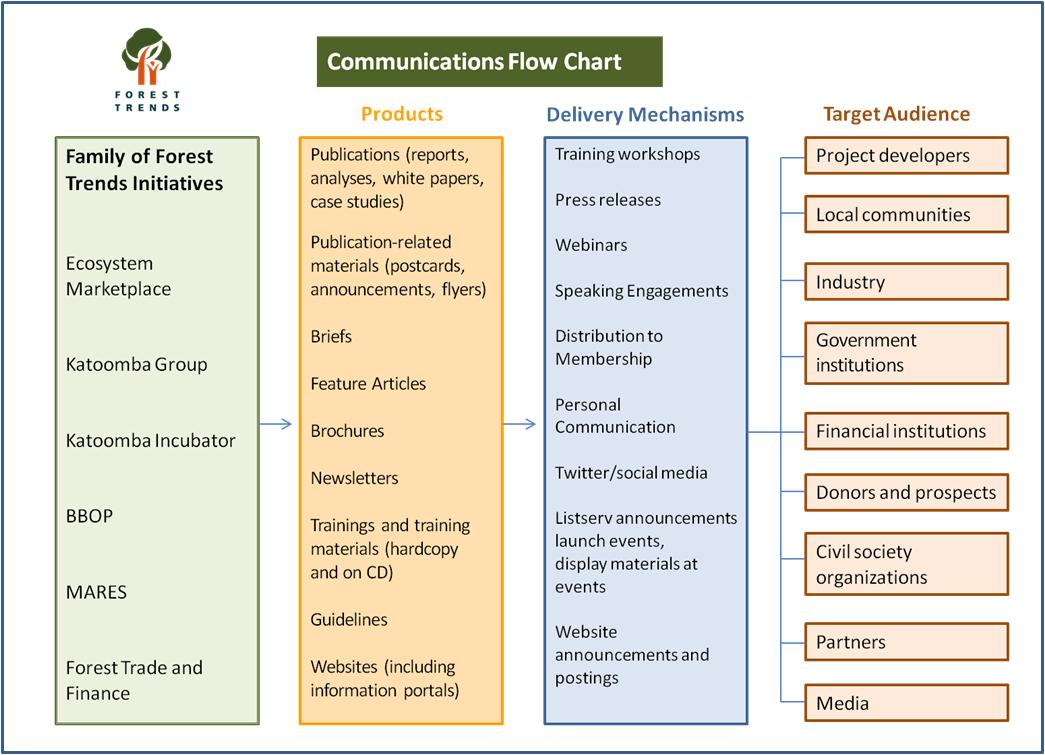 FOREST
TRENDS
Communications Flow Chart
Products
Delivery Mechanisms
Target Audience
Family of Forest
Trends Initiatives
Ecosystem
Marketplace
Katoomba Group
Katoomba Incubator
BBOP
MARES
Forest Trade and
Finance
Publications (reports,
analyses, white papers,
case studies)
Publication-related
materials (postcards,
announcements, flyers)
Briefs
Feature Articles
Brochures
Newsletters
Trainings and training
materials (hardcopy
and on CD)
Guidelines
Websites (including
information portals)
Training workshops
Press releases
Webinars
Speaking Engagements
Distribution to
Membership
Personal
Communication
Twitter/social media
Listserv announcements
launch events,
display materials at
events
Website
announcements and
postings
Project developers
Local communities
Industry
Government
institutions
Financial institutions
Donors and prospects
Civil society
organizations
Partners
Media